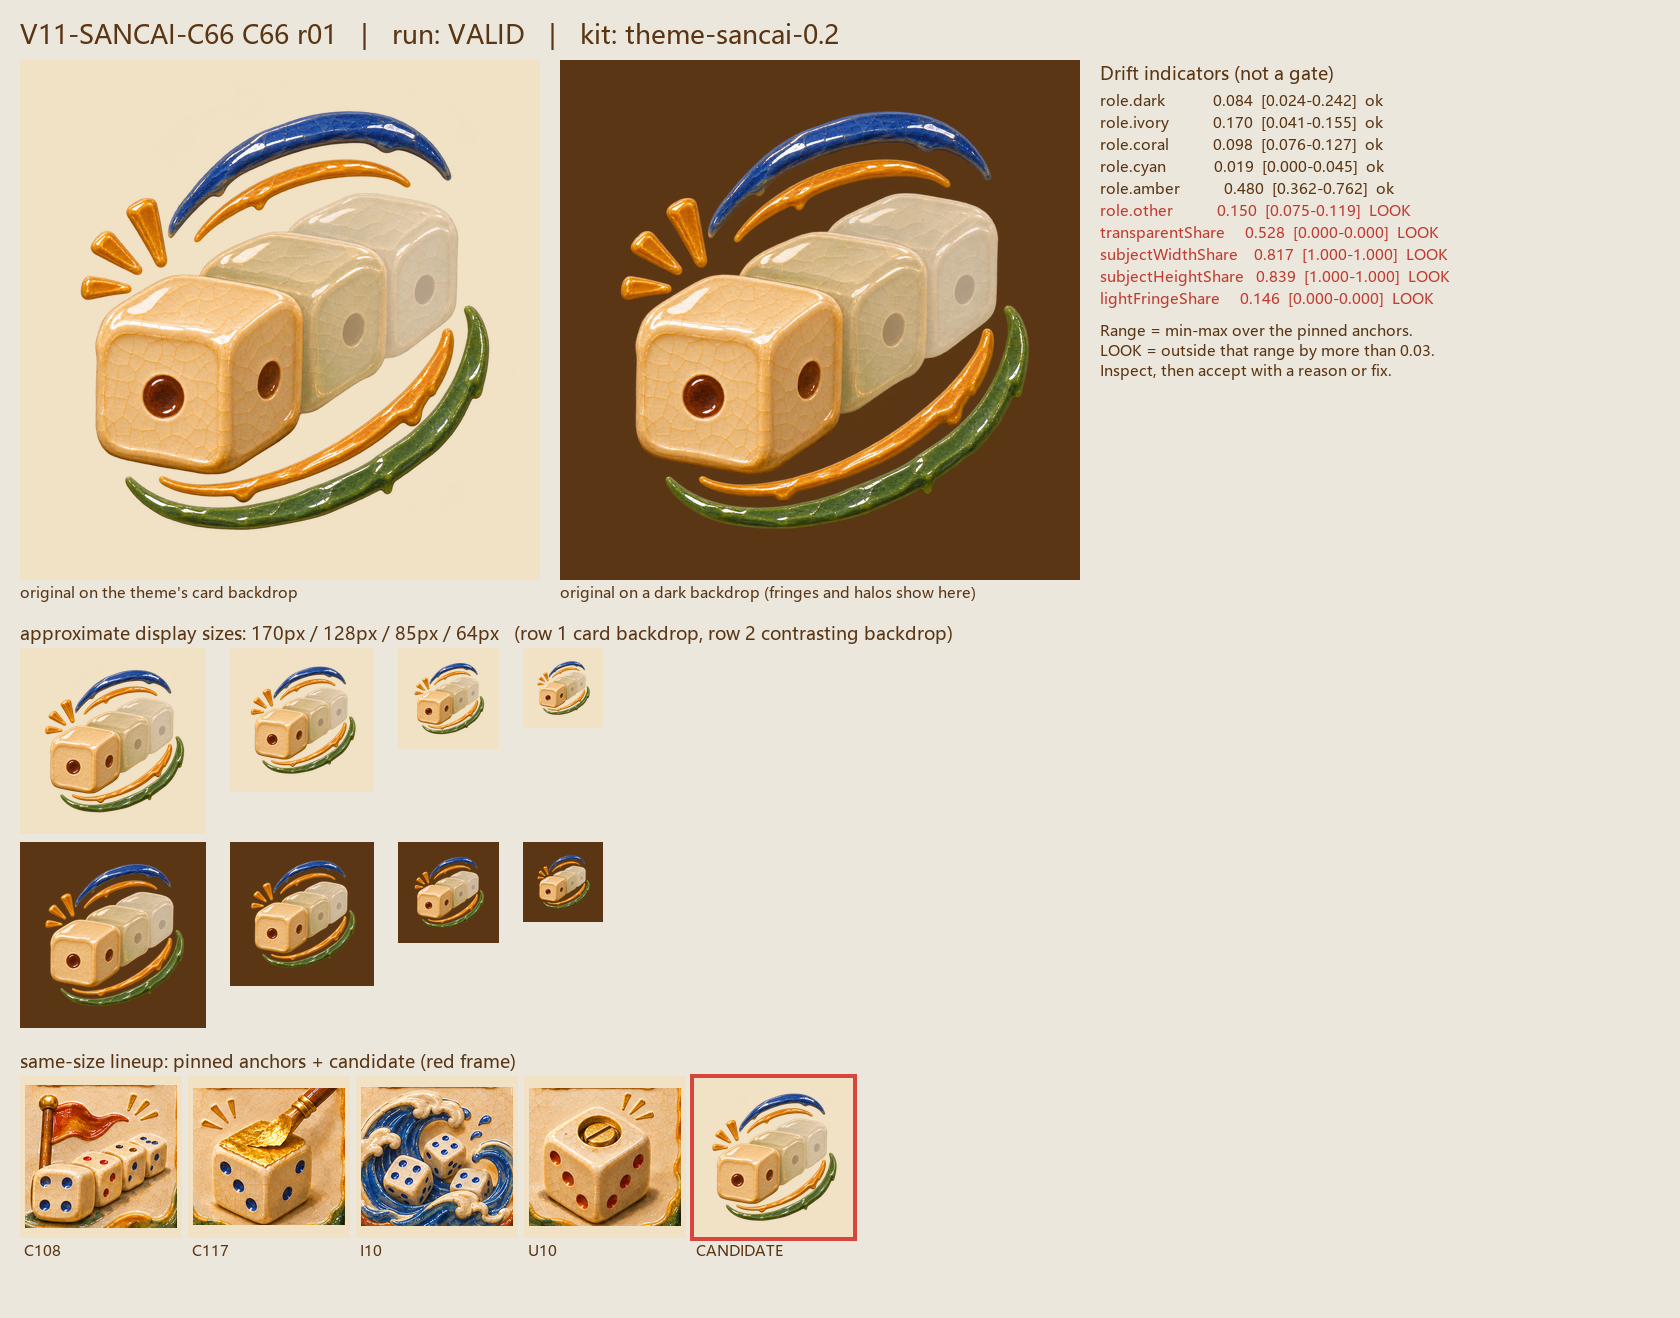 V11-SANCAI-C66 C66 r01 | run: VALID | kit: theme-sancai-0.2
Drift indicators (not a gate)
role.dark 0.084 [0.024-0.242] ok
role.ivory 0.170 [0.041-0.155] ok
role.coral 0.098 [0.076-0.127] ok
role.cyan 0.019 [0.000-0.045] ok
role.amber 0.480 [0.362-0.762] ok
role.other 0.150 [0.075-0.119] LOOK
transparentShare 0.528 [0.000-0.000] LOOK
subjectWidthShare 0.817 [1.000-1.000] LOOK
subjectHeightShare 0.839 [1.000-1.000] LOOK
lightFringeShare 0.146 [0.000-0.000] LOOK
Range = min-max over the pinned anchors.
LOOK = outside that range by more than 0.03.
Inspect, then accept with a reason or fix.
original on the theme's card backdrop
original on a dark backdrop (fringes and halos show here)
approximate display sizes: 170px / 128px / 85px / 64px (row 1 card backdrop, row 2 contrasting backdrop)
same-size lineup: pinned anchors + candidate (red frame)
C108
C117
I10
U10
CANDIDATE